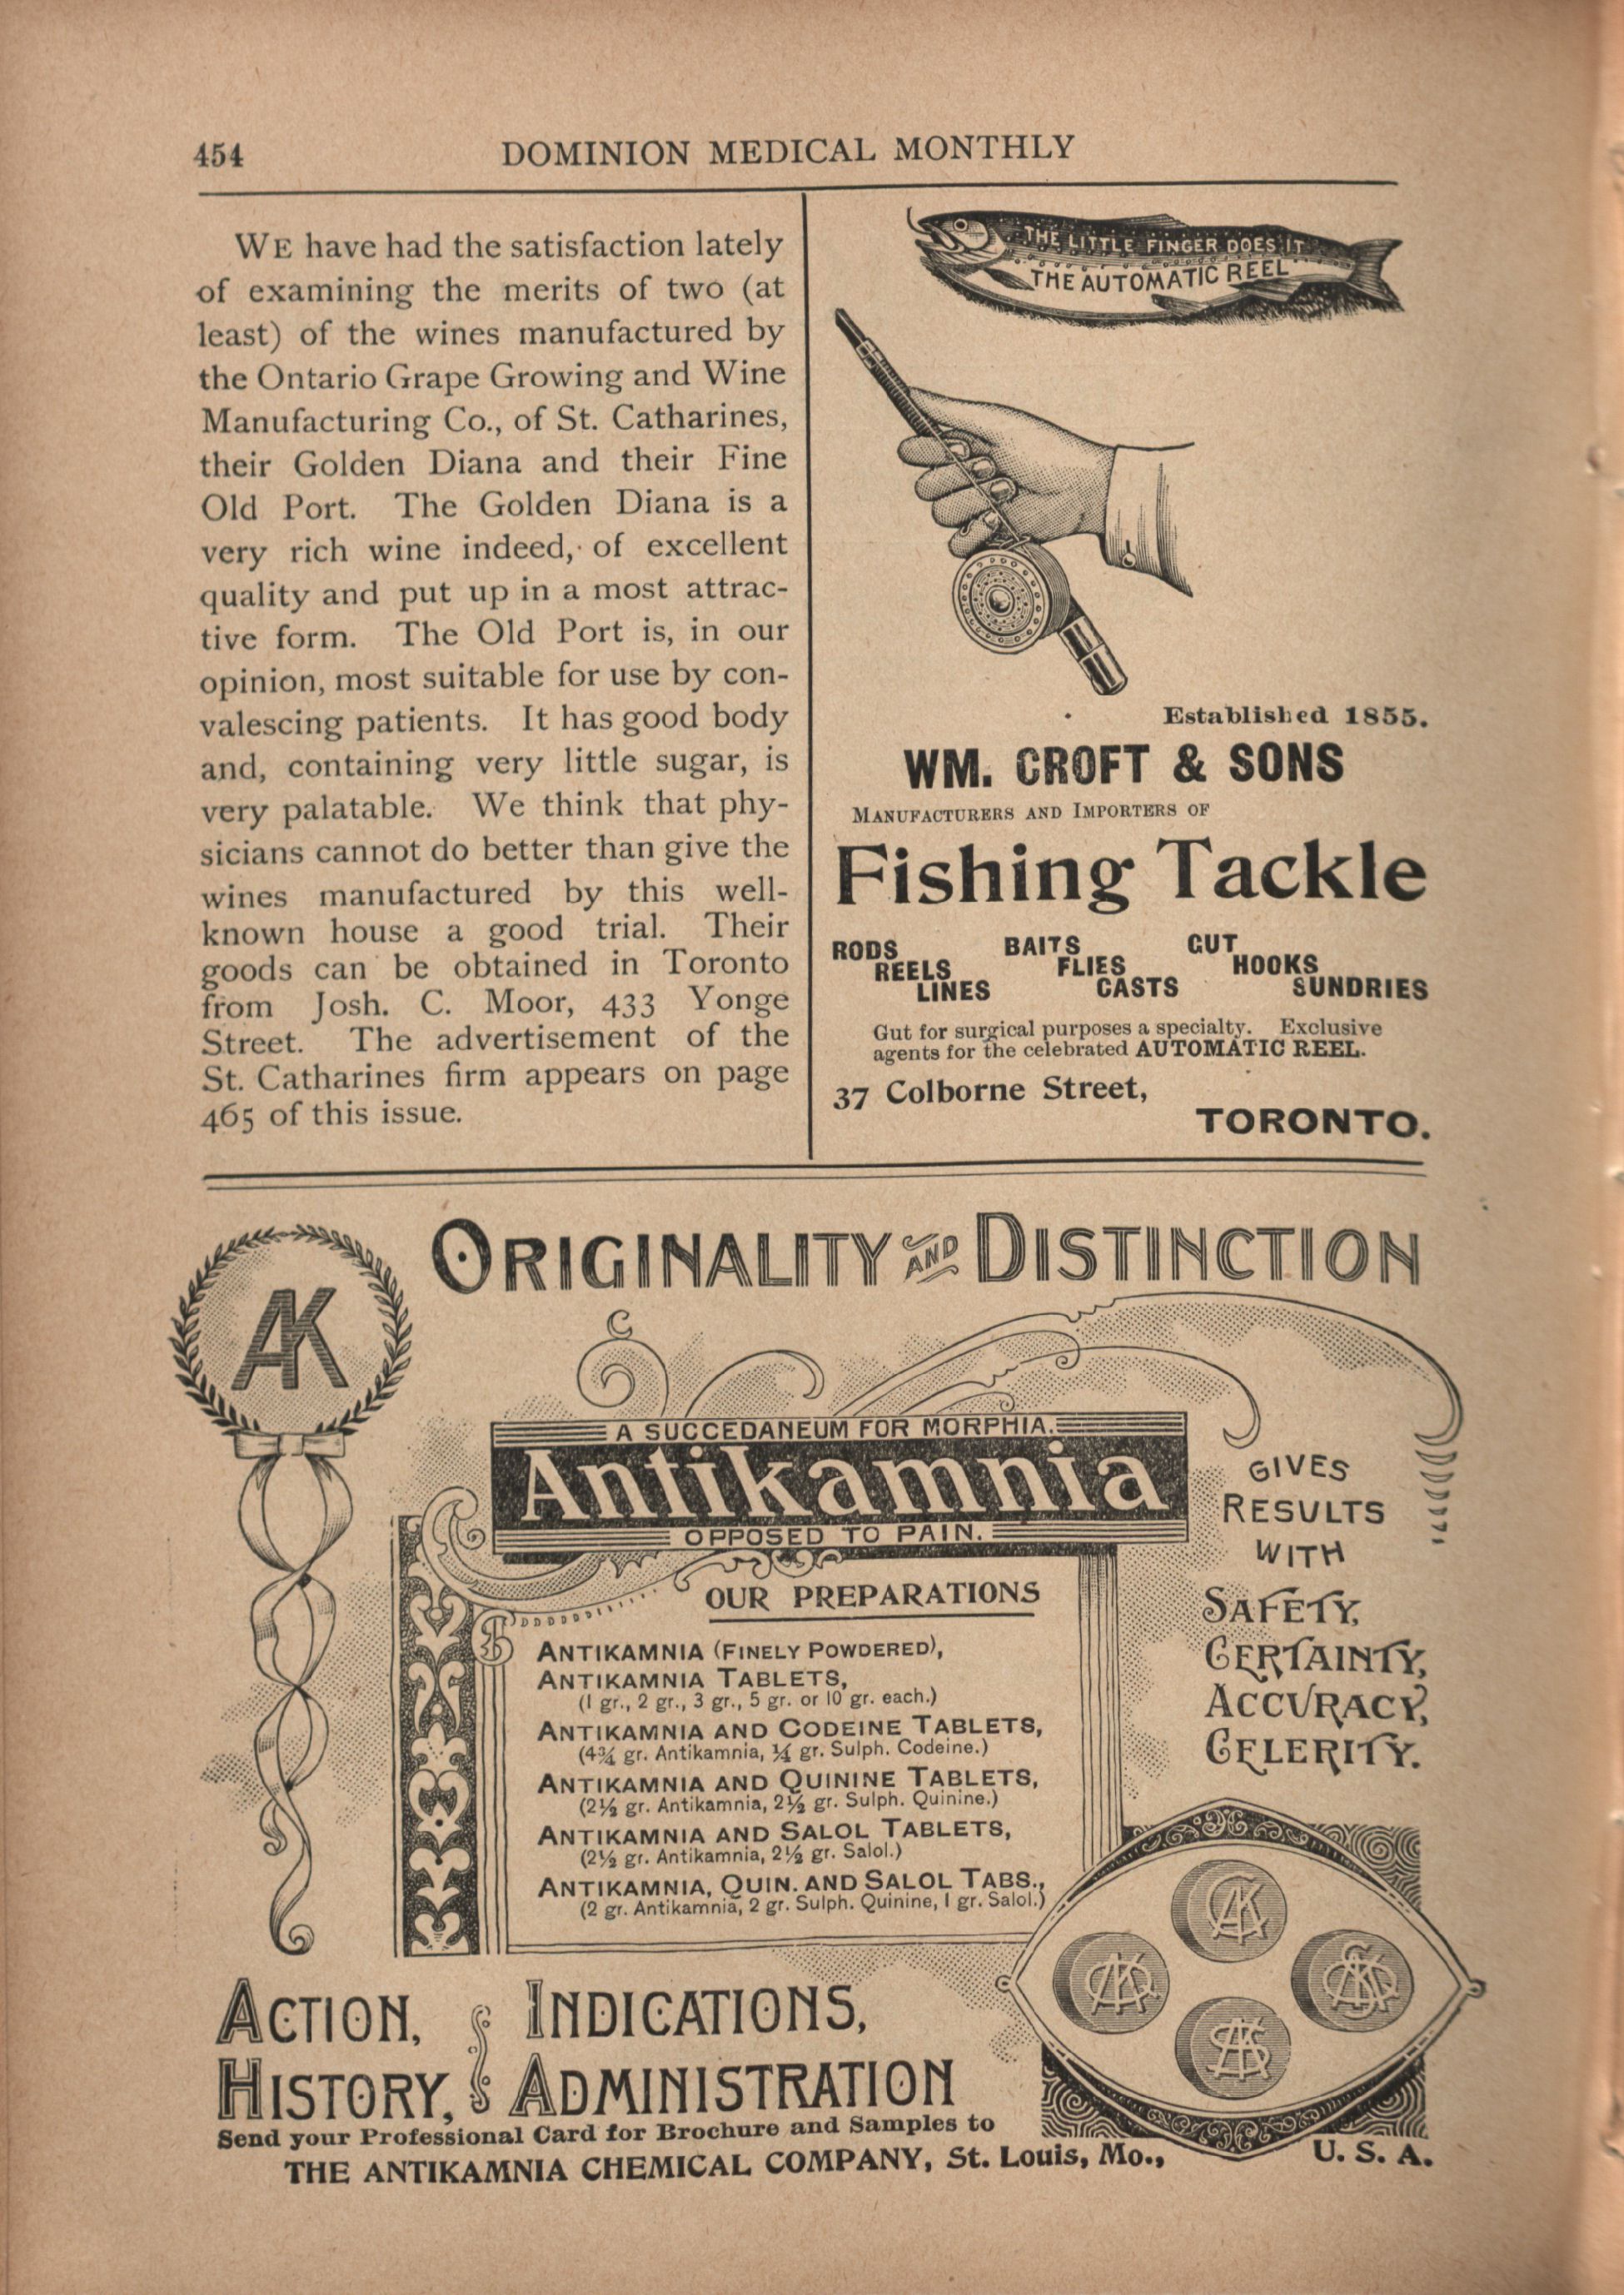 454 DOMINION MEDICAL MONTHLY
WE have had the satisfaction lately
of examining the merits of two (at
least) of the wines manufactured by
the Ontario Grape Growing and Wine
Manufacturing Co., of St. Catharines,
their Golden Diana and their Fine
Old Port. The Golden Diana is a
very rich wine indeed, of excellent
quality and put up in a most attrac-
tive form. The Old Port is, in our
opinion, most suitable for use by con-
valescing patients. It has good body
and, containing very little sugar, is
very palatable. We think that phy-
sicians cannot do better than give the
wines manufactured by this well-
known house a good trial. Their
goods can be obtained in Toronto
from Josh. C. Moor, 433 Yonge
Street. The advertisement of the
St. Catharines firm appears on page
465 of this issue.
THE LITTLE FINGER DOES IT
THE AUTOMATIC REEL
Established 1855.
WM. CROFT & SONS
MANUFACTURERS AND IMPORTERS OF
Fishing Tackle
RODS BAITS GUT
REELS FLIES HOOKS
LINES CASTS SUNDRIES
Gut for surgical purposes a specialty. Exclusive
agents for the celebrated AUTOMATIC REEL.
37 Colborne Street,
TORONTO.
ORIGINALITY AND DISTINCTION
AK
A SUCCEDANEUM FOR MORPHIA.
Antikamnia
OPPOSED TO PAIN.
GIVES
RESULTS
WITH
SAFETY,
CERTAINTY,
ACCURACY,
CELERITY.
OUR PREPARATIONS
ANTIKAMNIA (FINELY POWDERED),
ANTIKAMNIA TABLETS,
(1 gr., 2 gr., 3 gr., 5 gr. or 10 gr. each.)
ANTIKAMNIA AND CODEINE TABLETS,
(4¾ gr. Antikamnia, ¼ gr. Sulph. Codeine.)
ANTIKAMNIA AND QUININE TABLETS,
(2½ gr. Antikamnia, 2½ gr. Sulph. Quinine.)
ANTIKAMNIA AND SALOL TABLETS,
(2½ gr. Antikamnia, 2½ gr. Salol.)
ANTIKAMNIA, QUIN. AND SALOL TABS.,
(2 gr. Antikamnia, 2 gr. Sulph. Quinine, 1 gr. Salol.)
ACTION, INDICATIONS,
HISTORY, ADMINISTRATION
Send your Professional Card for Brochure and Samples to
THE ANTIKAMNIA CHEMICAL COMPANY, St. Louis, Mo., U. S. A.